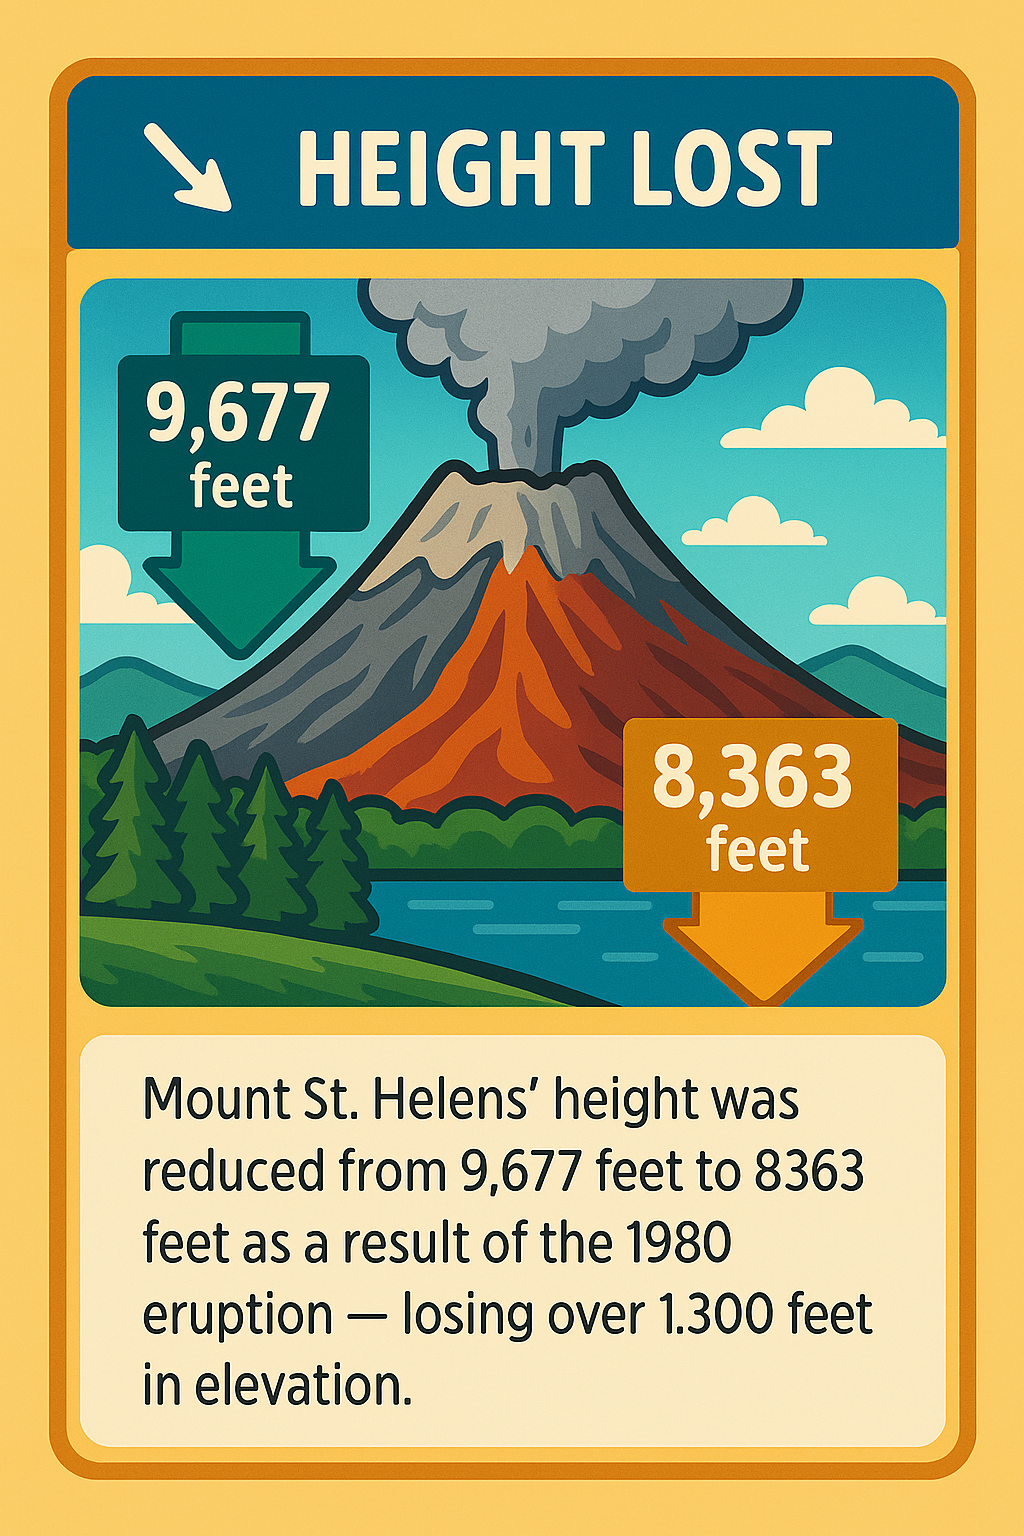 HEIGHT LOST
9,677
feet
8,363
feet
Mount St. Helens’ height was
reduced from 9,677 feet to 8363
feet as a result of the 1980
eruption — losing over 1.300 feet
in elevation.